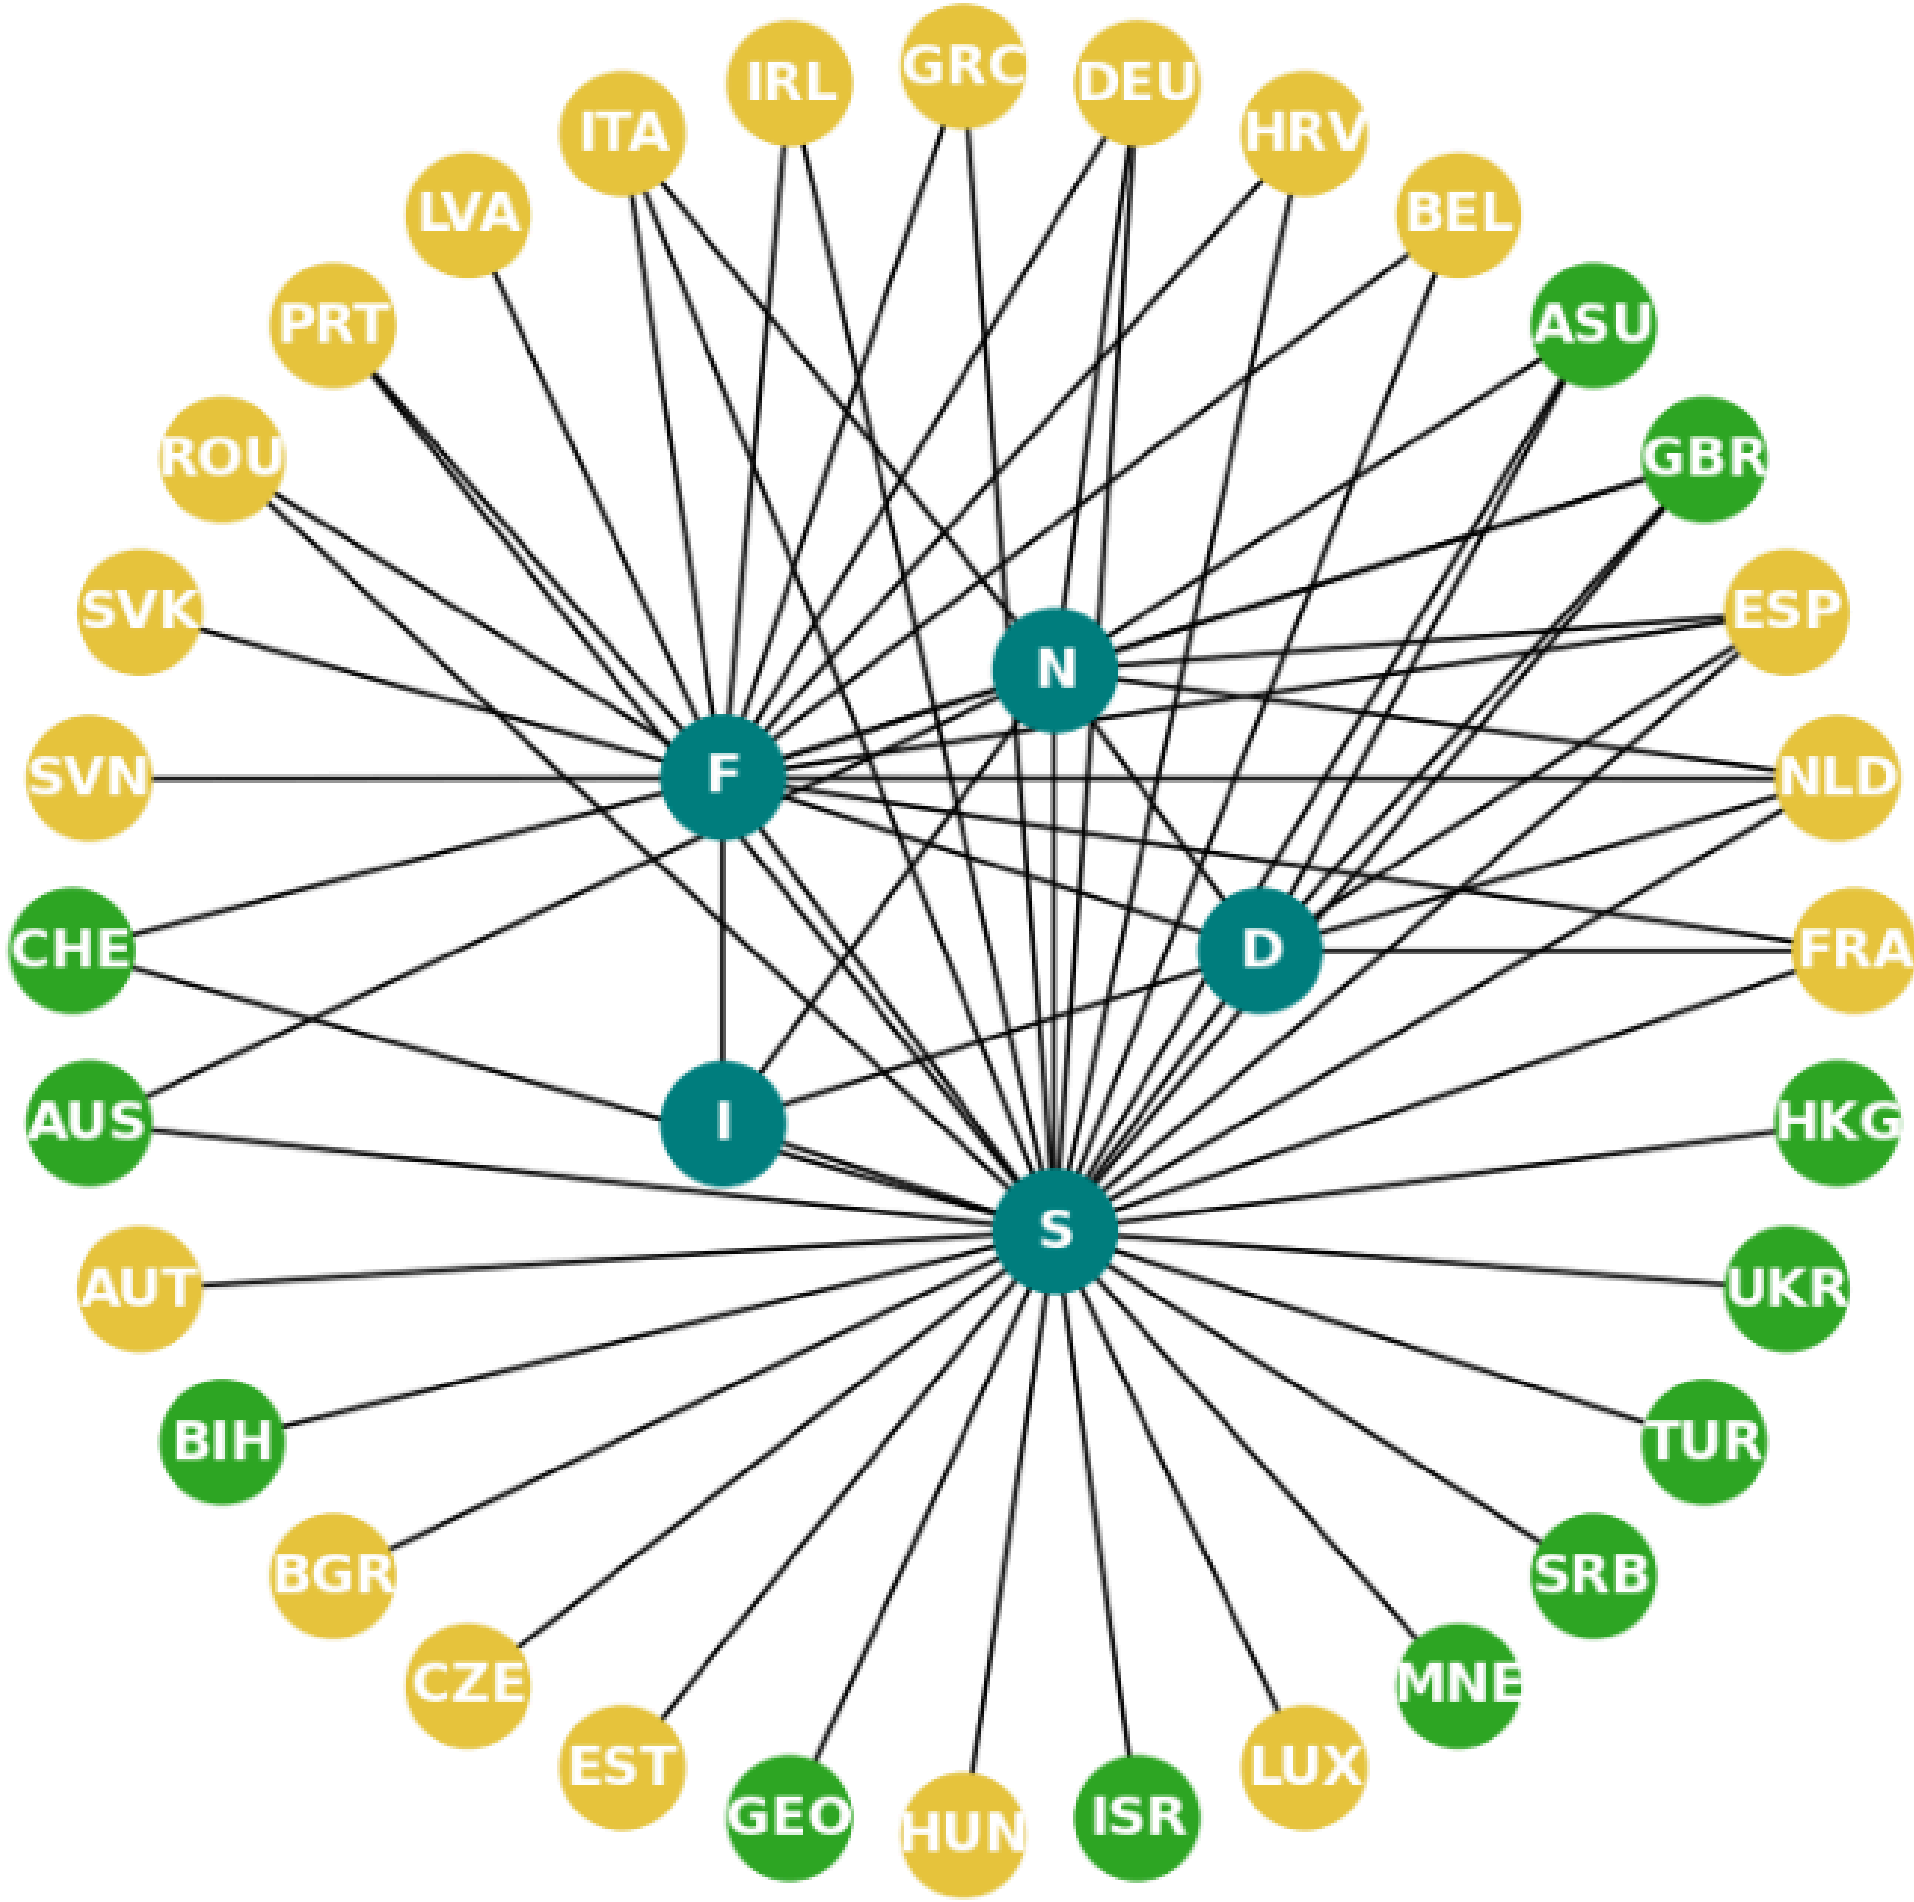 GRC
IRL
DEU
ITA
HRV
LVA
BEL
PRT
ASU
ROU
GBR
SVK
ESP
N
SVN
F
NLD
CHE
D
FRA
AUS
I
HKG
S
AUT
UKR
BIH
TUR
BGR
SRB
CZE
MNE
EST
LUX
GEO
ISR
HUN